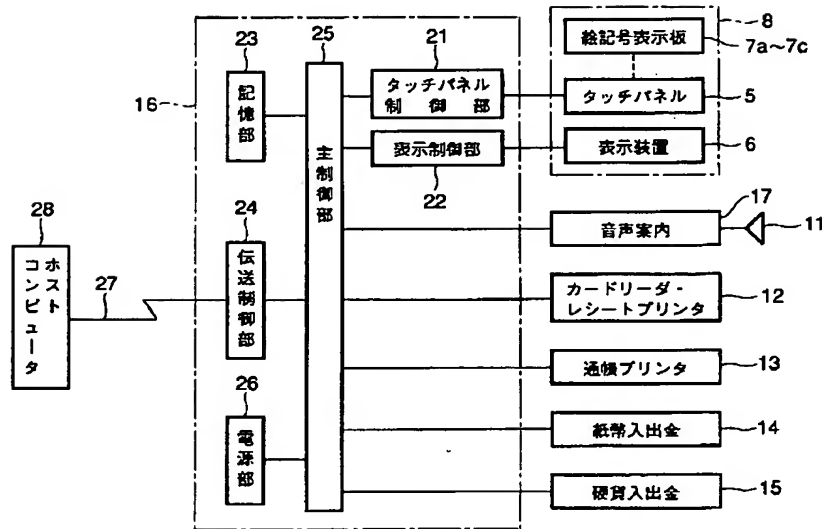 23
25
21
8
絵記号表示板
7a~7c
16
記憶部
タッチパネル
制御部
タッチパネル
5
主制御部
表示制御部
22
表示装置
6
28
24
17
音声案内
11
ホスト
コンピュータ
27
伝送制御部
カードリーダ・
レシートプリンタ
12
通帳プリンタ
13
26
電源部
紙幣入出金
14
硬貨入出金
15